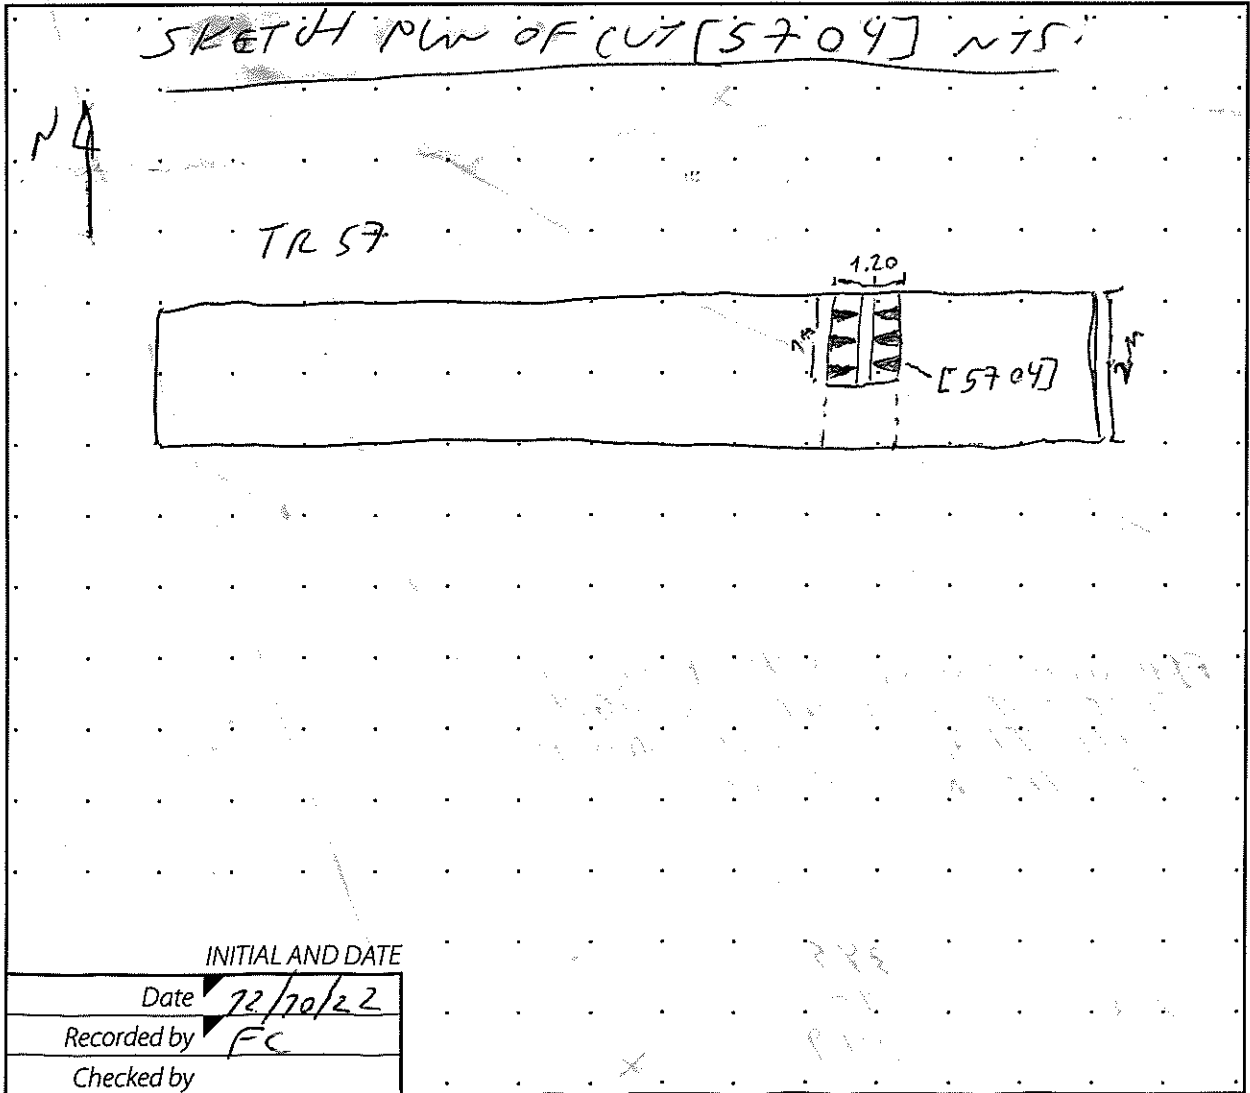 SKETCH PLAN OF CUT [5704] NTS.
N
TR 57
1.20
1m
2m
[5704]
INITIAL AND DATE
Date 12/10/22
Recorded by FC
Checked by